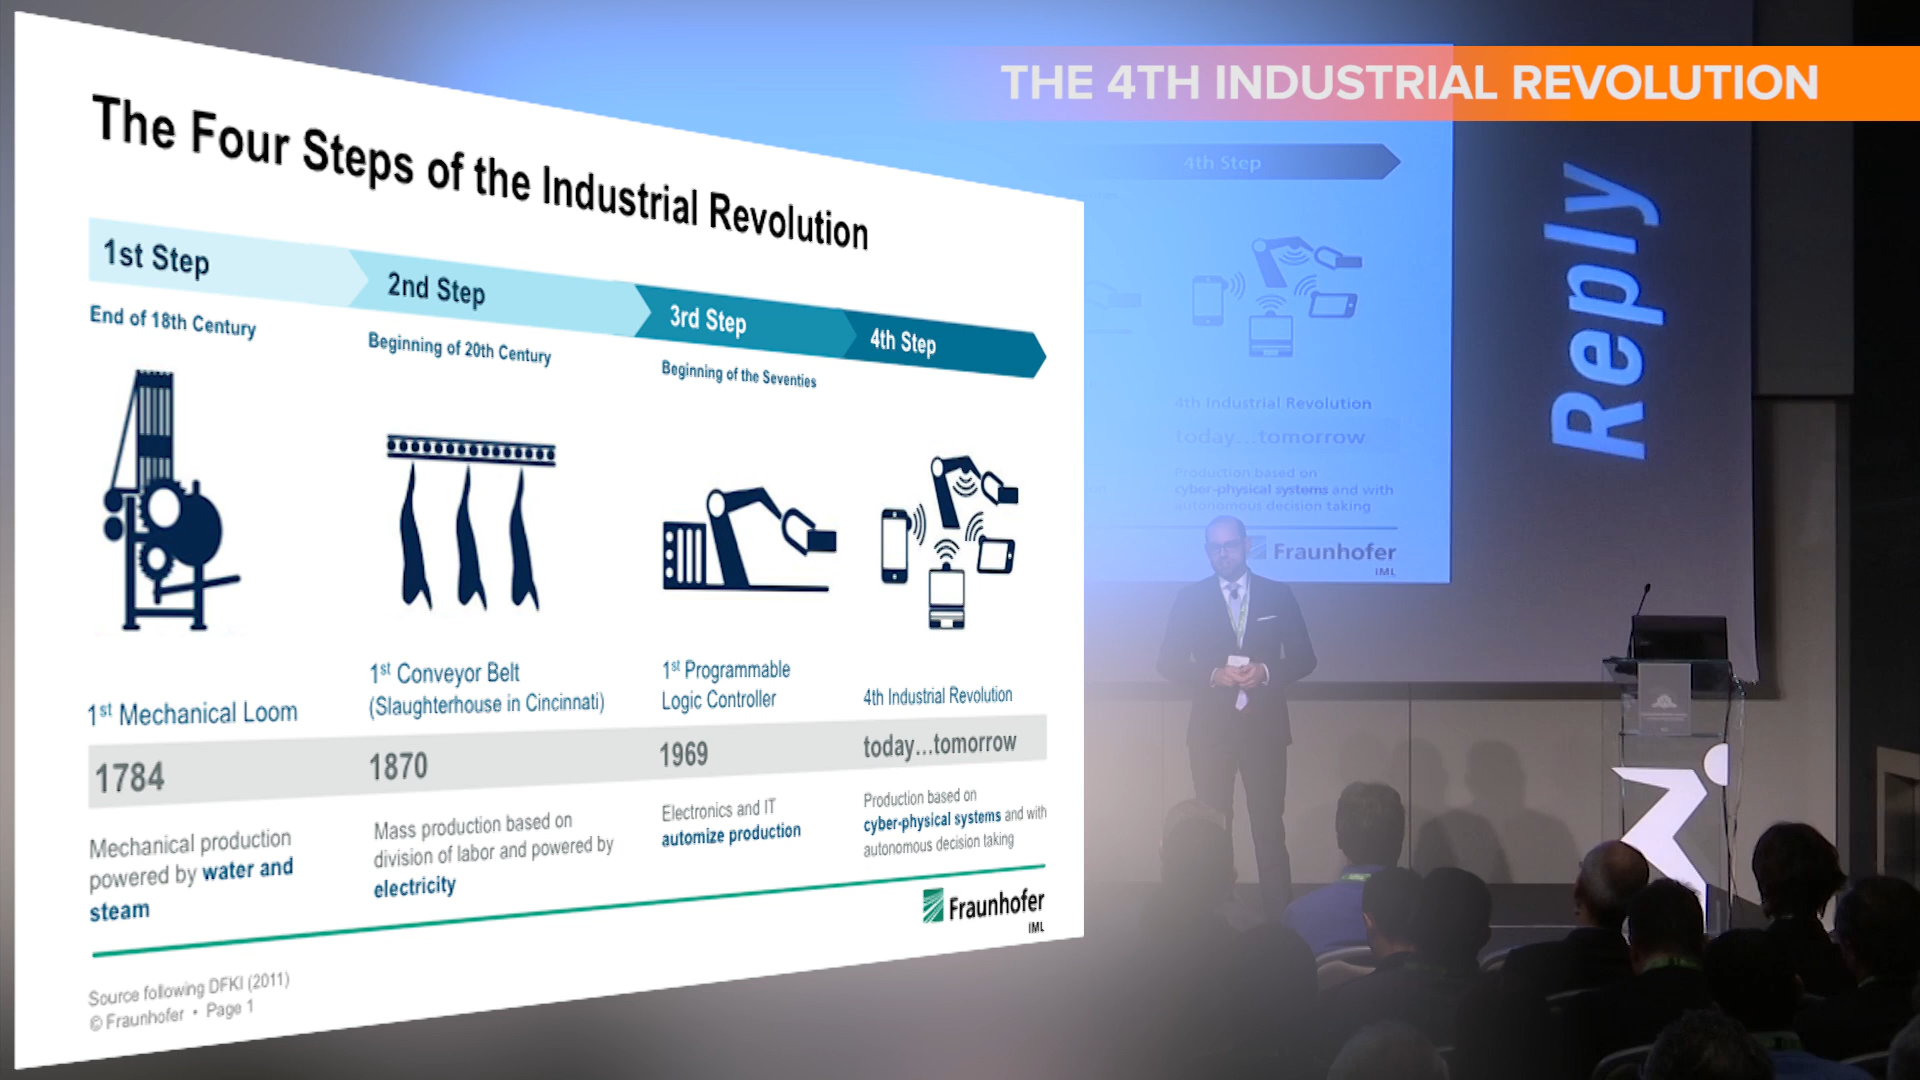 THE 4TH INDUSTRIAL REVOLUTION
The Four Steps of the Industrial Revolution
1st Step
2nd Step
3rd Step
4th Step
End of 18th Century
Beginning of 20th Century
Beginning of the Seventies
1st Mechanical Loom
1st Conveyor Belt
(Slaughterhouse in Cincinnati)
1st Programmable
Logic Controller
4th Industrial Revolution
1784
1870
1969
today...tomorrow
Mechanical production
powered by water and
steam
Mass production based on
division of labor and powered by
electricity
Electronics and IT
automize production
Production based on
cyber-physical systems and with
autonomous decision taking
Fraunhofer
IML
Source following DFKI (2011)
© Fraunhofer • Page 1
4th Step
4th Industrial Revolution
today...tomorrow
Production based on
cyber-physical systems and with
autonomous decision taking
Fraunhofer
IML
Reply